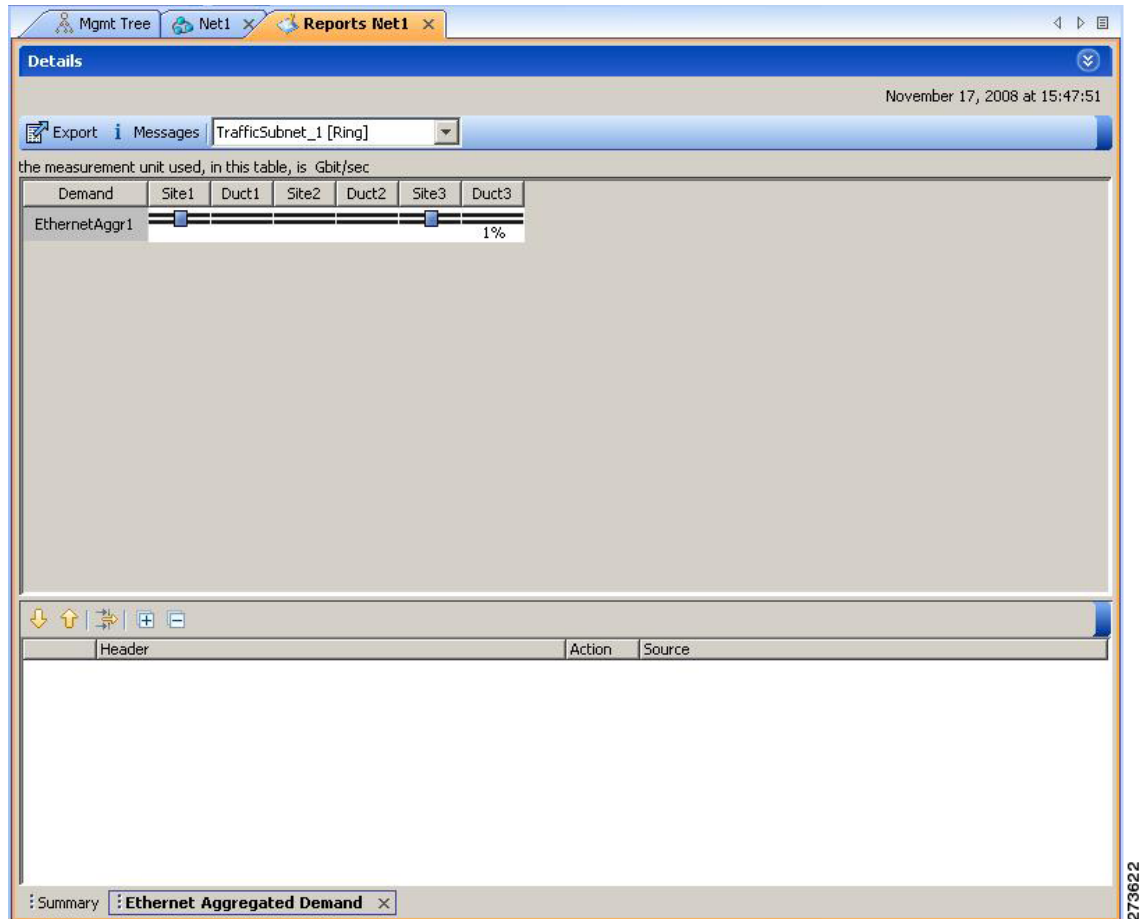 Mgmt Tree Net1 Reports Net1
Details
November 17, 2008 at 15:47:51
Export i Messages TrafficSubnet_1 [Ring]
the measurement unit used, in this table, is Gbit/sec
Demand Site1 Duct1 Site2 Duct2 Site3 Duct3
EthernetAggr1
1%
Header Action Source
Summary Ethernet Aggregated Demand
273622